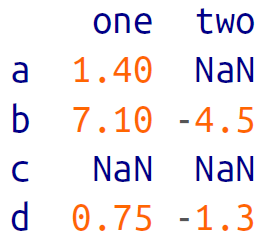 one two
a 1.40 NaN
b 7.10 -4.5
c NaN NaN
d 0.75 -1.3